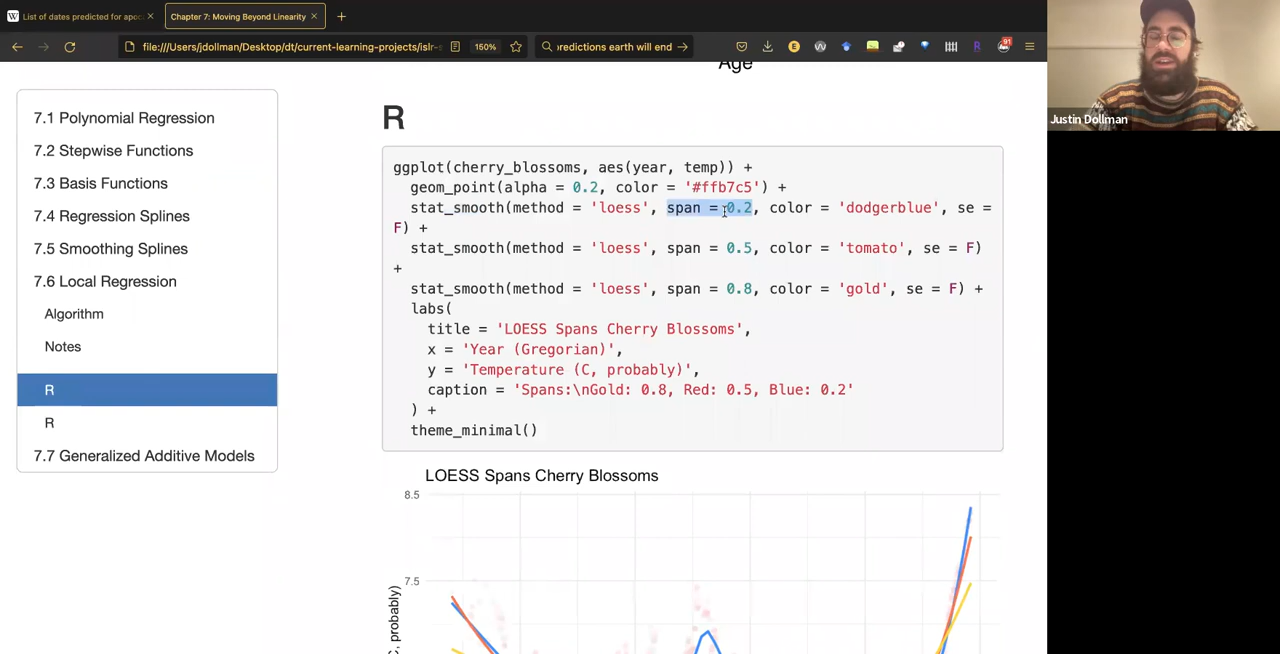 List of dates predicted for apoc
Chapter 7: Moving Beyond Linearity
file:///Users/jdollman/Desktop/dt/current-learning-projects/islr-s
150%
redictions earth will end
91
Justin Dollman
Age
7.1 Polynomial Regression
7.2 Stepwise Functions
7.3 Basis Functions
7.4 Regression Splines
7.5 Smoothing Splines
7.6 Local Regression
Algorithm
Notes
R
R
7.7 Generalized Additive Models
R
ggplot(cherry_blossoms, aes(year, temp)) +
geom_point(alpha = 0.2, color = '#ffb7c5') +
stat_smooth(method = 'loess', span = 0.2, color = 'dodgerblue', se =
F) +
stat_smooth(method = 'loess', span = 0.5, color = 'tomato', se = F)
+
stat_smooth(method = 'loess', span = 0.8, color = 'gold', se = F) +
labs(
title = 'LOESS Spans Cherry Blossoms',
x = 'Year (Gregorian)',
y = 'Temperature (C, probably)',
caption = 'Spans:\nGold: 0.8, Red: 0.5, Blue: 0.2'
) +
theme_minimal()
LOESS Spans Cherry Blossoms
8.5
7.5
C, probably)